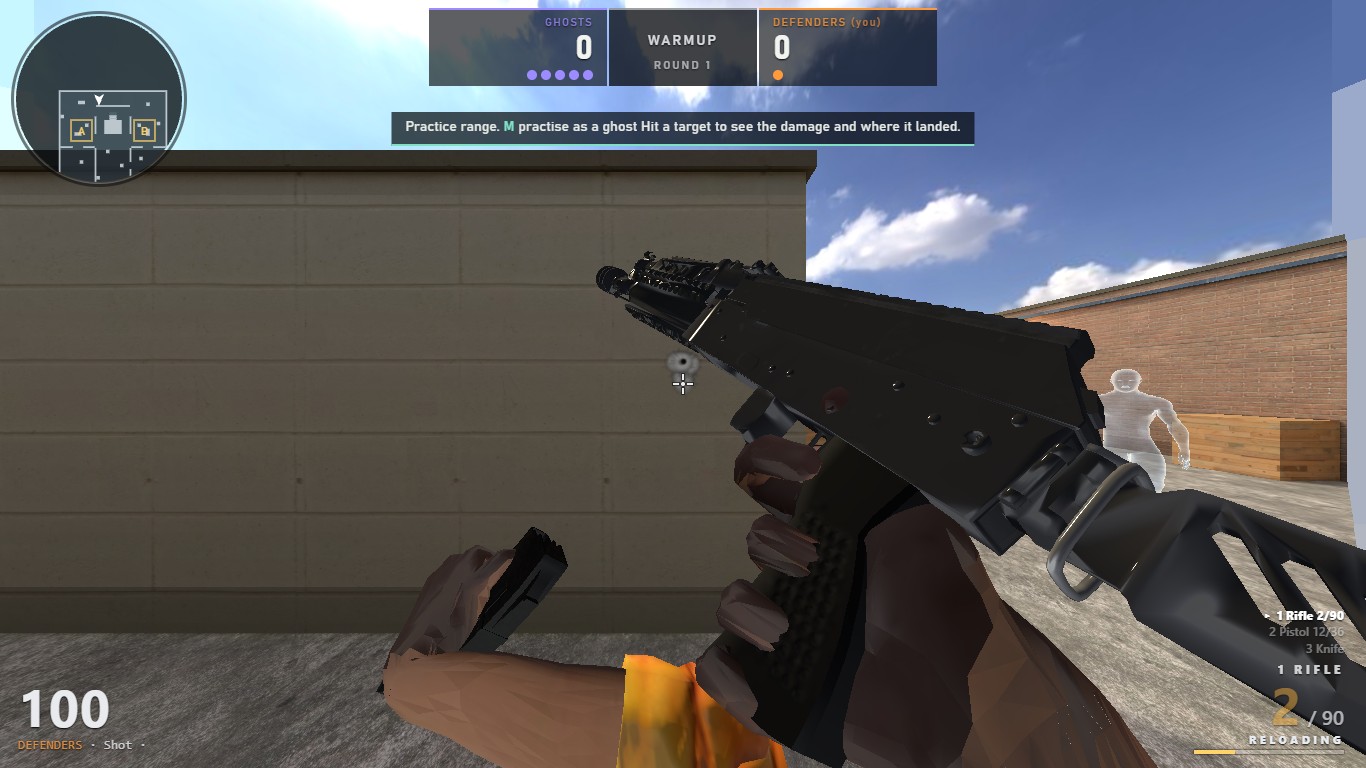 GHOSTS
0
WARMUP
ROUND 1
DEFENDERS (you)
0
A
B
Practice range. M practise as a ghost Hit a target to see the damage and where it landed.
1 Rifle 2/90
2 Pistol 12/36
3 Knife
1 RIFLE
2 / 90
RELOADING
100
DEFENDERS · Shot ·